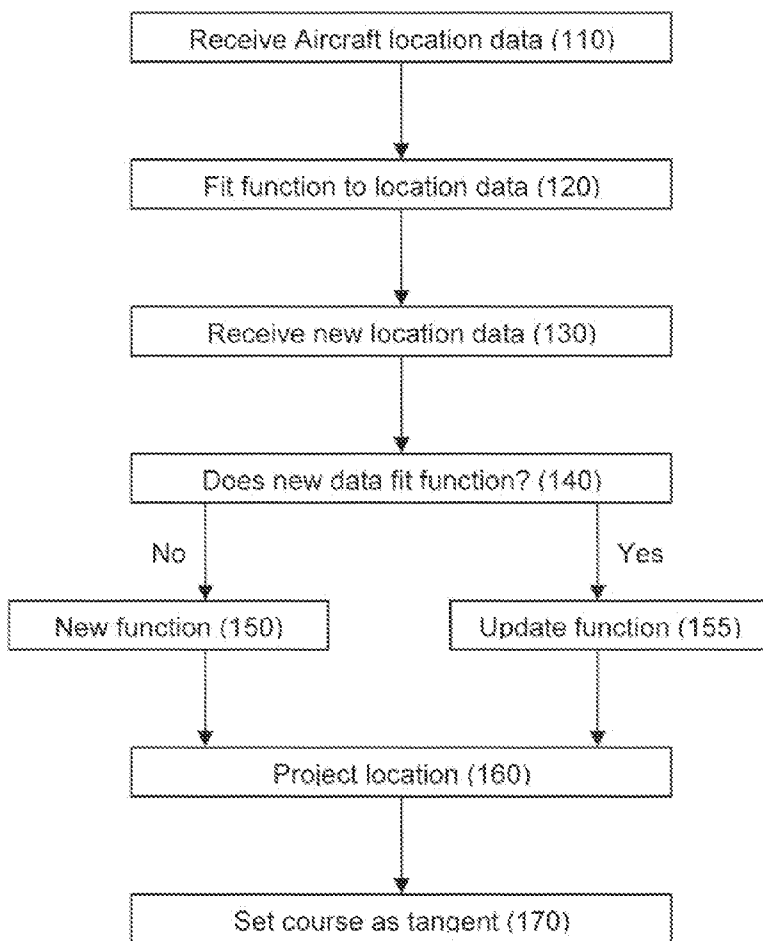 Receive Aircraft location data (110)
Fit function to location data (120)
Receive new location data (130)
Does new data fit function? (140)
No
Yes
New function (150)
Update function (155)
Project location (160)
Set course as tangent (170)